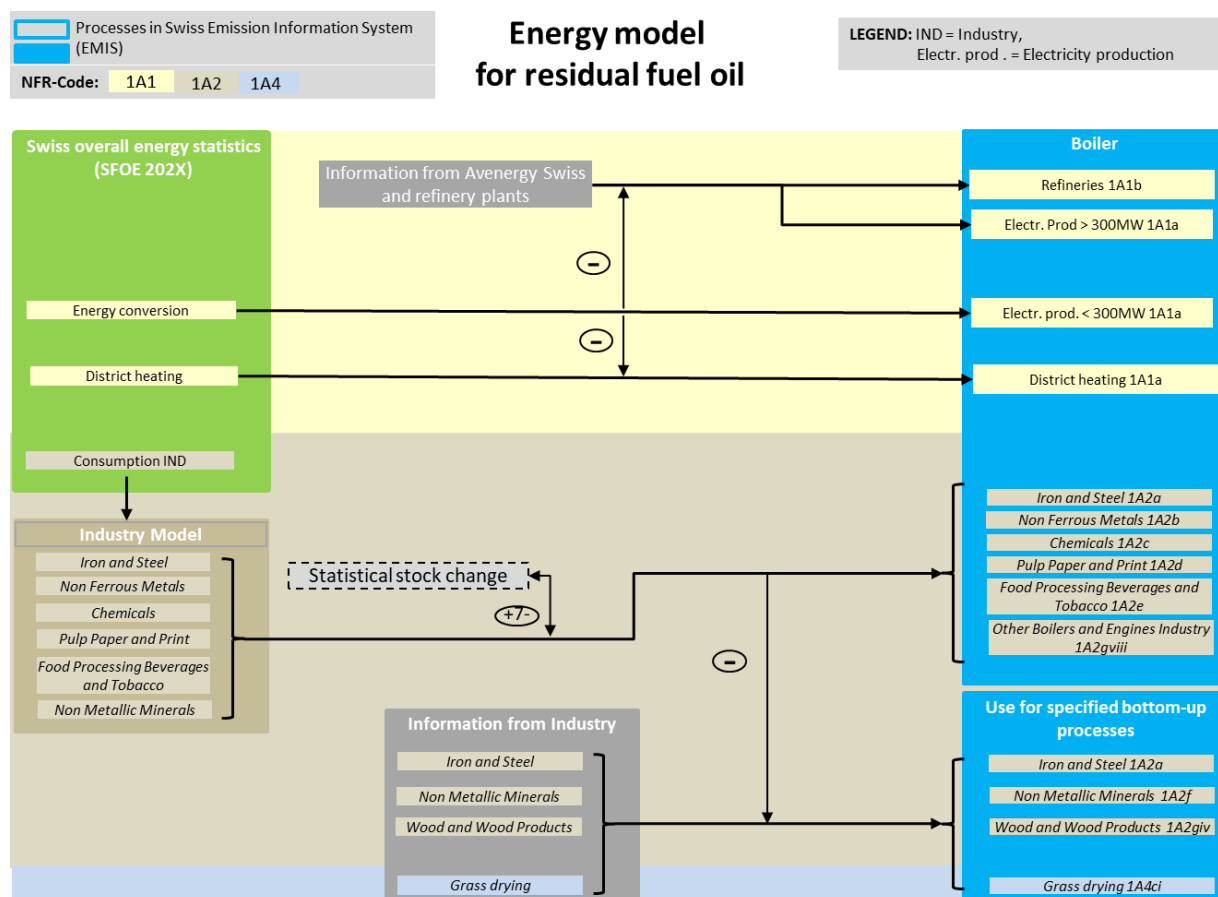 Processes in Swiss Emission Information System
(EMIS)
NFR-Code: 1A1 1A2 1A4
Energy model
for residual fuel oil
LEGEND: IND = Industry,
Electr. prod . = Electricity production
Swiss overall energy statistics
(SFOE 202X)
Information from Avenergy Swiss
and refinery plants
Boiler
Refineries 1A1b
Electr. Prod > 300MW 1A1a
–
Energy conversion
Electr. prod. < 300MW 1A1a
–
District heating
District heating 1A1a
Consumption IND
Industry Model
Iron and Steel
Non Ferrous Metals
Chemicals
Pulp Paper and Print
Food Processing Beverages
and Tobacco
Non Metallic Minerals
Statistical stock change
+7-
–
Iron and Steel 1A2a
Non Ferrous Metals 1A2b
Chemicals 1A2c
Pulp Paper and Print 1A2d
Food Processing Beverages and
Tobacco 1A2e
Other Boilers and Engines Industry
1A2gviii
Information from Industry
Iron and Steel
Non Metallic Minerals
Wood and Wood Products
Grass drying
Use for specified bottom-up
processes
Iron and Steel 1A2a
Non Metallic Minerals 1A2f
Wood and Wood Products 1A2giv
Grass drying 1A4ci